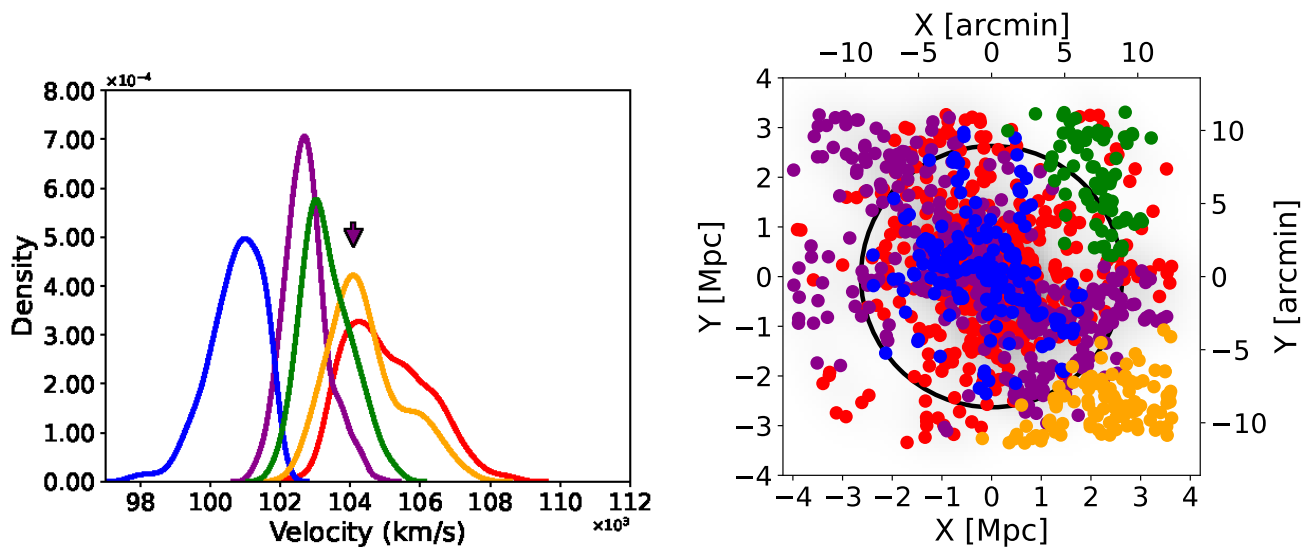 ×10⁻⁴
8.00
7.00
6.00
5.00
4.00
3.00
2.00
1.00
0.00
Density
98 100 102 104 106 108 110 112
Velocity (km/s)
×10³
X [arcmin]
−10 −5 0 5 10
4
3
2
1
0
−1
−2
−3
−4
Y [Mpc]
10
5
0
−5
−10
Y [arcmin]
−4 −3 −2 −1 0 1 2 3 4
X [Mpc]